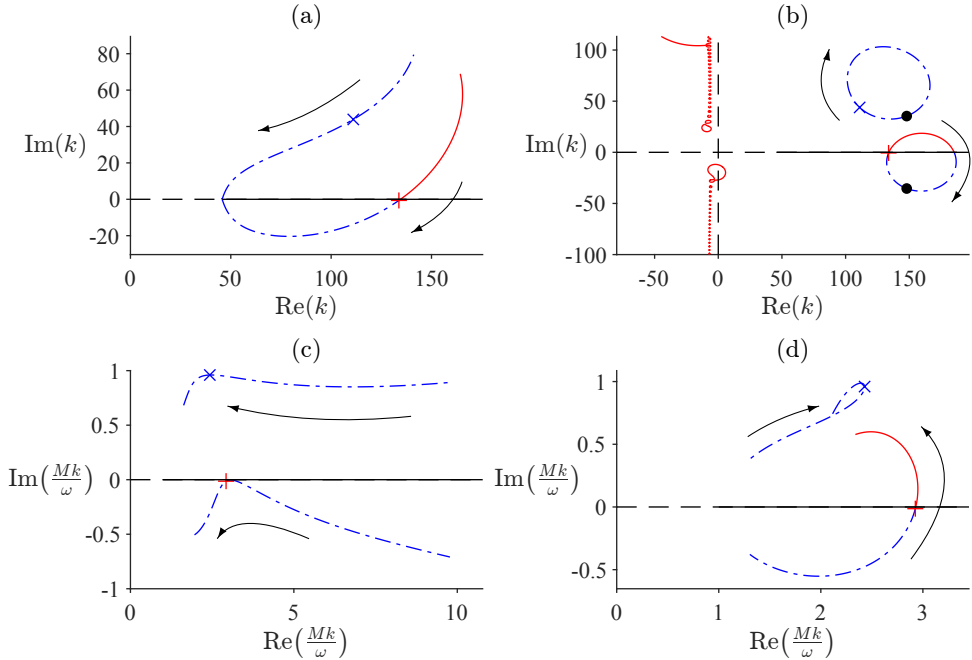 (a)
80
60
40
20
0
-20
Im(k)
0 50 100 150
Re(k)
(b)
100
50
0
-50
-100
Im(k)
-50 0 50 100 150
Re(k)
(c)
1
0.5
0
-0.5
-1
Im(Mk/ω)
0 5 10
Re(Mk/ω)
(d)
1
0.5
0
-0.5
Im(Mk/ω)
0 1 2 3
Re(Mk/ω)